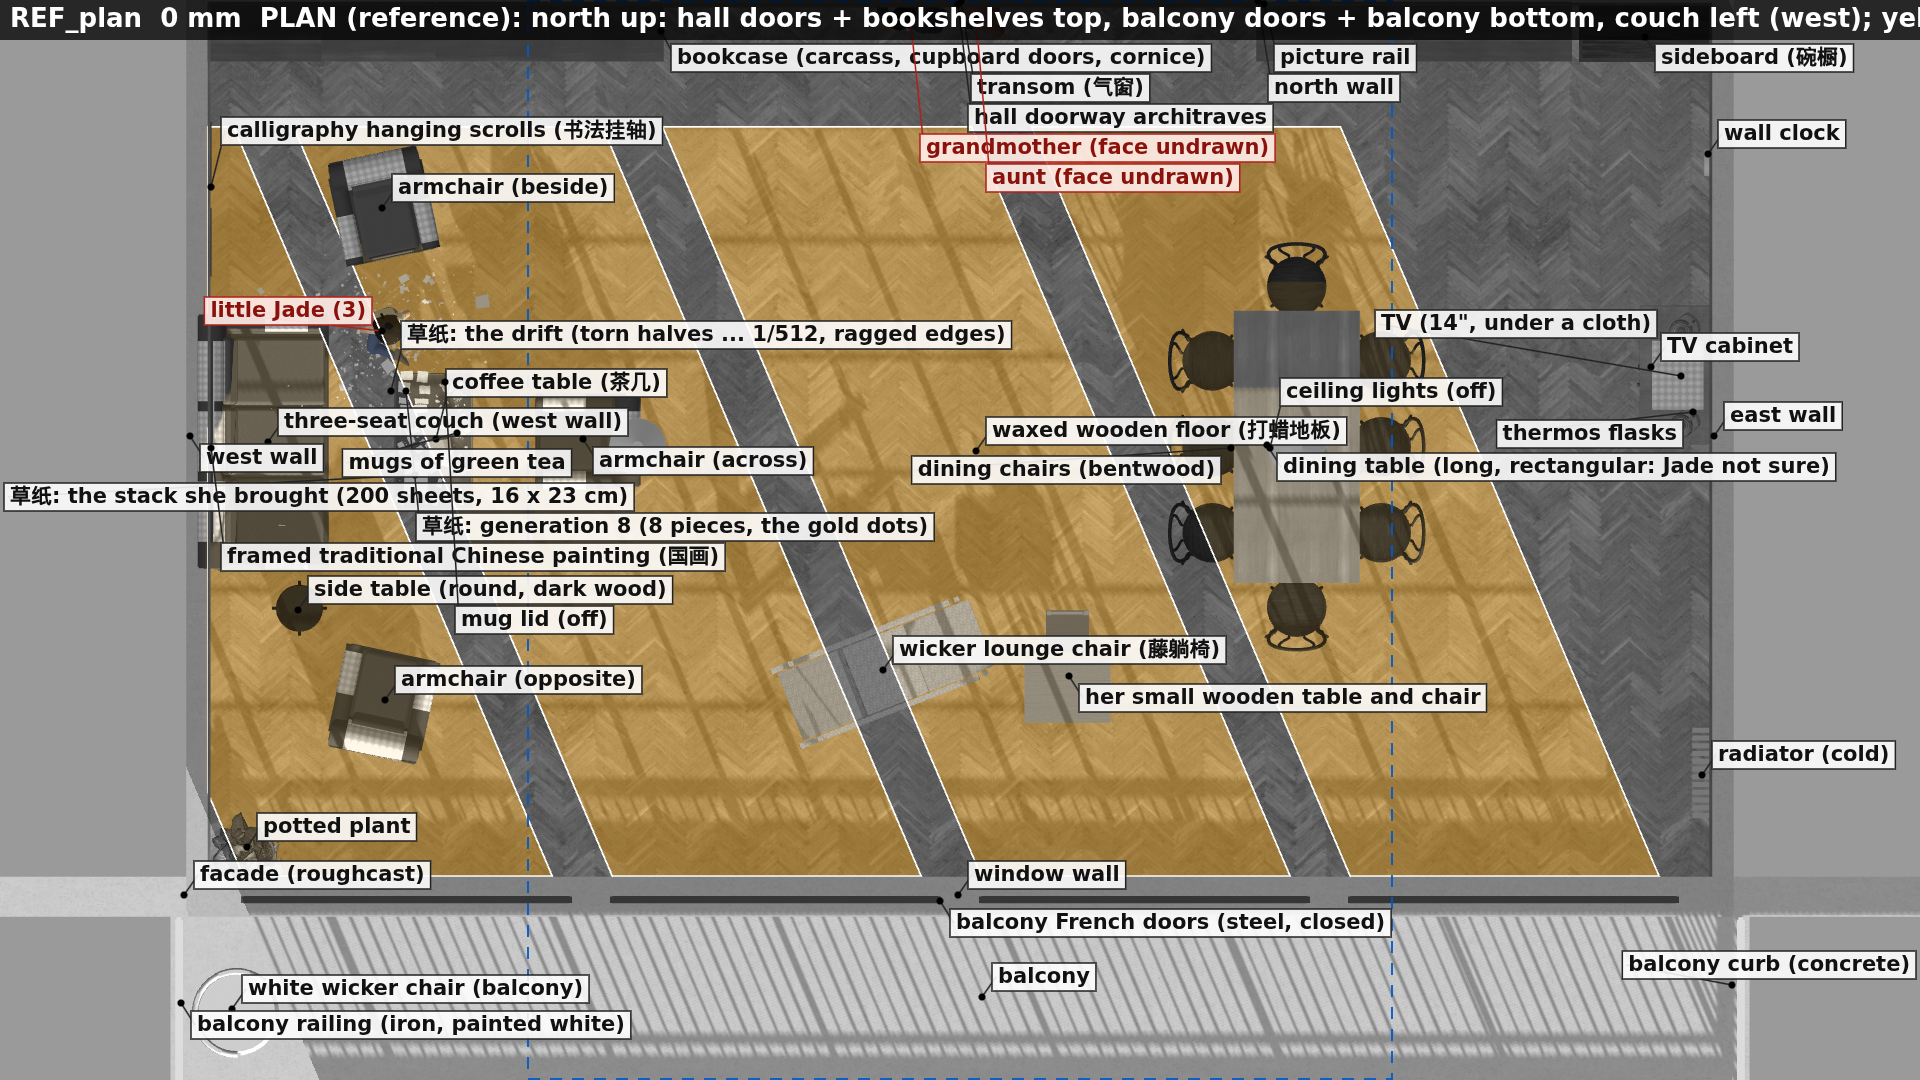 REF_plan  0 mm  PLAN (reference): north up: hall doors + bookshelves top, balcony doors + balcony bottom, couch left (west);
bookcase (carcass, cupboard doors, cornice)
picture rail
sideboard (碗橱)
transom (气窗)
north wall
hall doorway architraves
calligraphy hanging scrolls (书法挂轴)
wall clock
grandmother (face undrawn)
aunt (face undrawn)
armchair (beside)
little Jade (3)
草纸: the drift (torn halves ... 1/512, ragged edges)
TV (14", under a cloth)
TV cabinet
coffee table (茶几)
ceiling lights (off)
three-seat couch (west wall)
east wall
waxed wooden floor (打蜡地板)
thermos flasks
west wall
mugs of green tea
armchair (across)
dining chairs (bentwood)
dining table (long, rectangular: Jade not sure)
草纸: the stack she brought (200 sheets, 16 x 23 cm)
草纸: generation 8 (8 pieces, the gold dots)
framed traditional Chinese painting (国画)
side table (round, dark wood)
mug lid (off)
wicker lounge chair (藤躺椅)
armchair (opposite)
her small wooden table and chair
radiator (cold)
potted plant
facade (roughcast)
window wall
balcony French doors (steel, closed)
balcony curb (concrete)
balcony
white wicker chair (balcony)
balcony railing (iron, painted white)